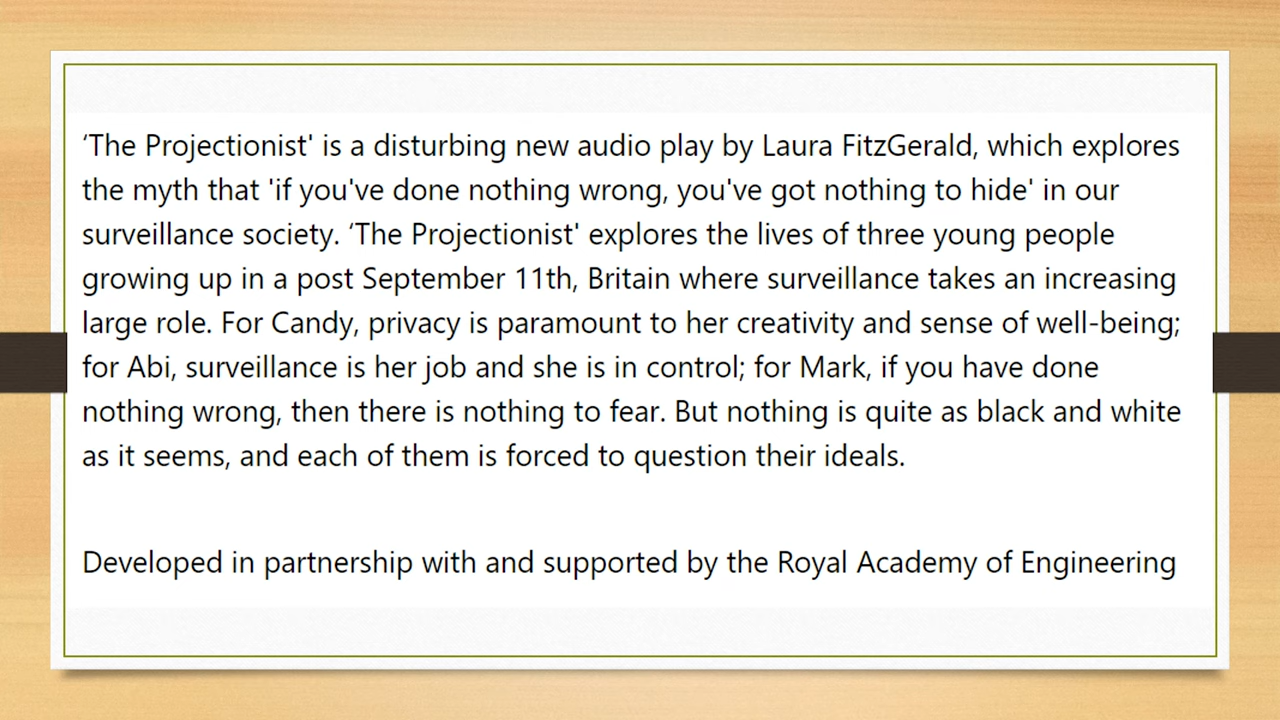 ‘The Projectionist' is a disturbing new audio play by Laura FitzGerald, which explores
the myth that 'if you've done nothing wrong, you've got nothing to hide' in our
surveillance society. ‘The Projectionist' explores the lives of three young people
growing up in a post September 11th, Britain where surveillance takes an increasing
large role. For Candy, privacy is paramount to her creativity and sense of well-being;
for Abi, surveillance is her job and she is in control; for Mark, if you have done
nothing wrong, then there is nothing to fear. But nothing is quite as black and white
as it seems, and each of them is forced to question their ideals.
Developed in partnership with and supported by the Royal Academy of Engineering